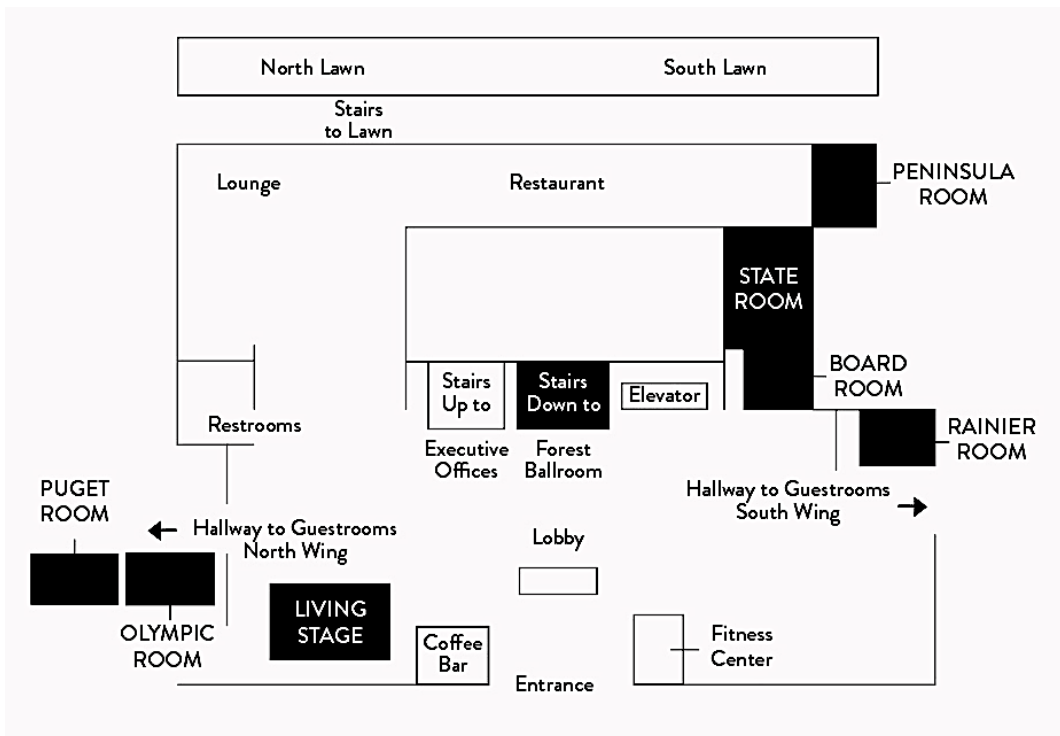 North Lawn
South Lawn
Stairs
to Lawn
Lounge
Restaurant
PENINSULA
ROOM
STATE
ROOM
BOARD
ROOM
Stairs
Up to
Stairs
Down to
Elevator
Restrooms
Executive
Offices
Forest
Ballroom
RAINIER
ROOM
PUGET
ROOM
Hallway to Guestrooms
North Wing
Hallway to Guestrooms
South Wing
Lobby
OLYMPIC
ROOM
LIVING
STAGE
Coffee
Bar
Entrance
Fitness
Center